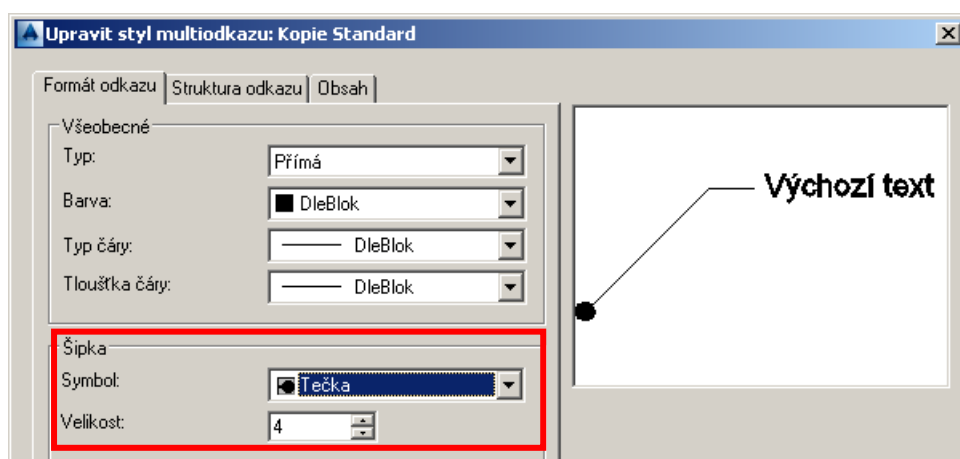 Upravit styl multiodkazu: Kopie Standard
Formát odkazu Struktura odkazu Obsah
Všeobecné
Typ: Přímá
Barva: DleBlok
Typ čáry: DleBlok
Tloušťka čáry: DleBlok
Šipka
Symbol: Tečka
Velikost: 4
Výchozí text